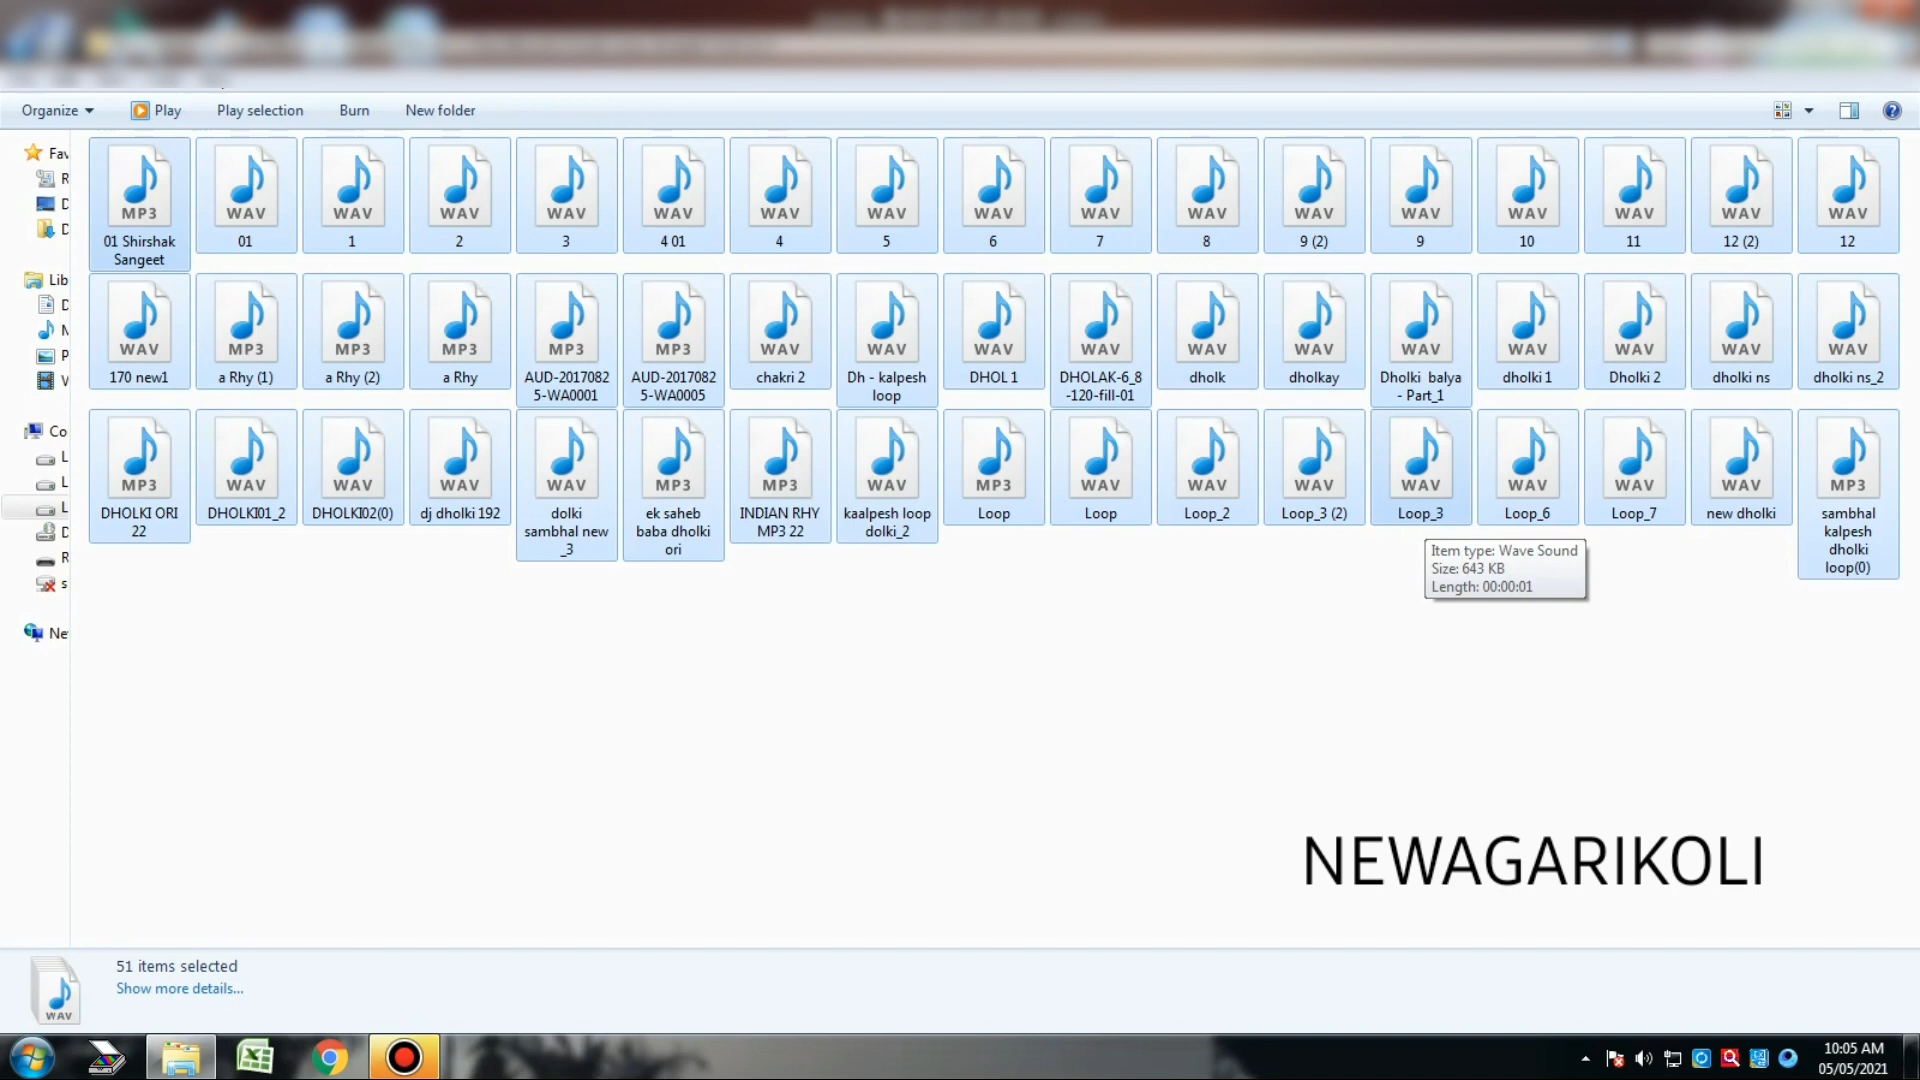 Organize Play Play selection Burn New folder
Fav
R
D
D
Lib
D
M
P
V
Co
L
L
L
D
R
s
Ne
MP3 WAV WAV WAV WAV WAV WAV WAV WAV WAV WAV WAV WAV WAV WAV WAV WAV
01 Shirshak Sangeet
01
1
2
3
4 01
4
5
6
7
8
9 (2)
9
10
11
12 (2)
12
WAV MP3 MP3 MP3 MP3 MP3 WAV WAV WAV WAV WAV WAV WAV WAV WAV WAV WAV
170 new1
a Rhy (1)
a Rhy (2)
a Rhy
AUD-2017082
5-WA0001
AUD-2017082
5-WA0005
chakri 2
Dh - kalpesh
loop
DHOL 1
DHOLAK-6_8
-120-fill-01
dholk
dholkay
Dholki balya
- Part_1
dholki 1
Dholki 2
dholki ns
dholki ns_2
MP3 WAV WAV WAV WAV MP3 MP3 WAV MP3 WAV WAV WAV WAV WAV WAV WAV MP3
DHOLKI ORI
22
DHOLKI01_2
DHOLKI02(0)
dj dholki 192
dolki
sambhal new
_3
ek saheb
baba dholki
ori
INDIAN RHY
MP3 22
kaalpesh loop
dolki_2
Loop
Loop
Loop_2
Loop_3 (2)
Loop_3
Loop_6
Loop_7
new dholki
sambhal
kalpesh
dholki
loop(0)
Item type: Wave Sound
Size: 643 KB
Length: 00:00:01
NEWAGARIKOLI
WAV
51 items selected
Show more details...
10:05 AM
05/05/2021